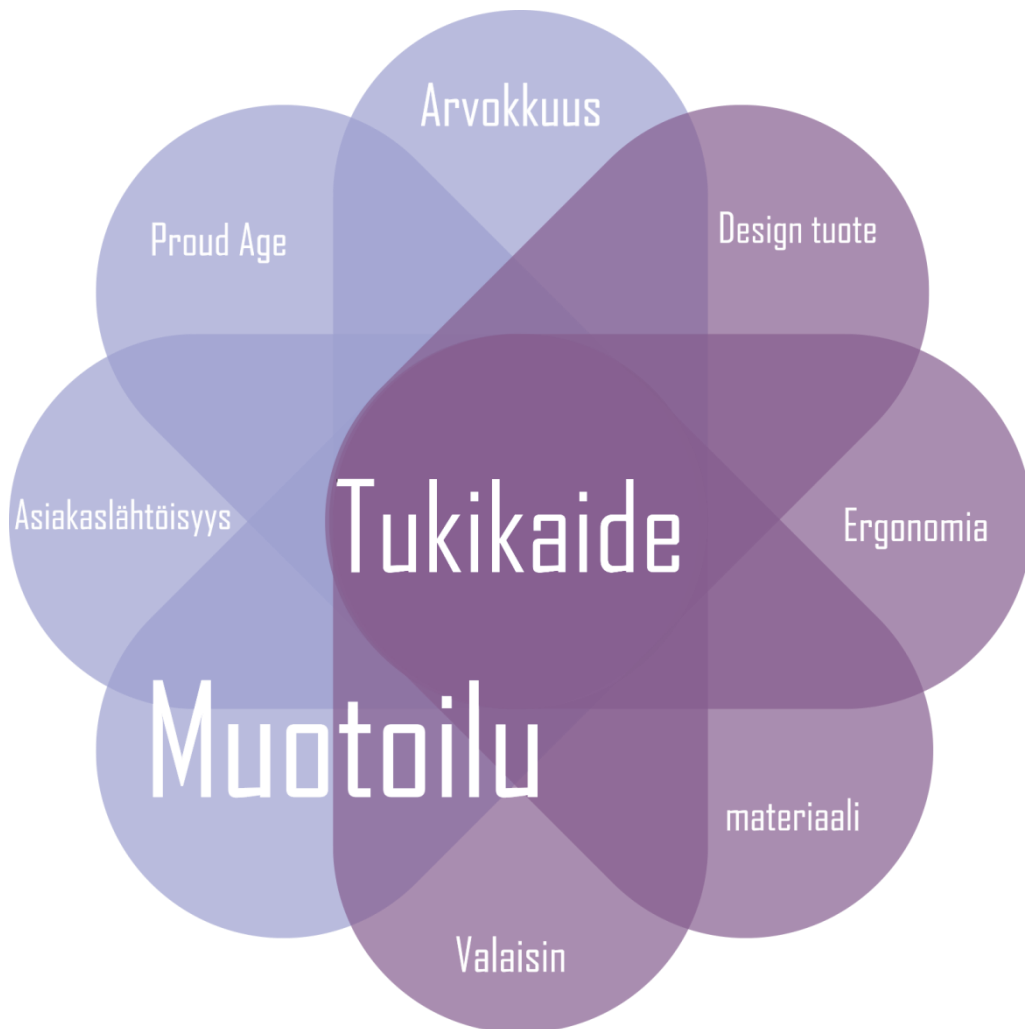 Arvokkuus
Proud Age
Design tuote
Asiakaslähtöisyys
Tukikaide
Ergonomia
Muotoilu
materiaali
Valaisin